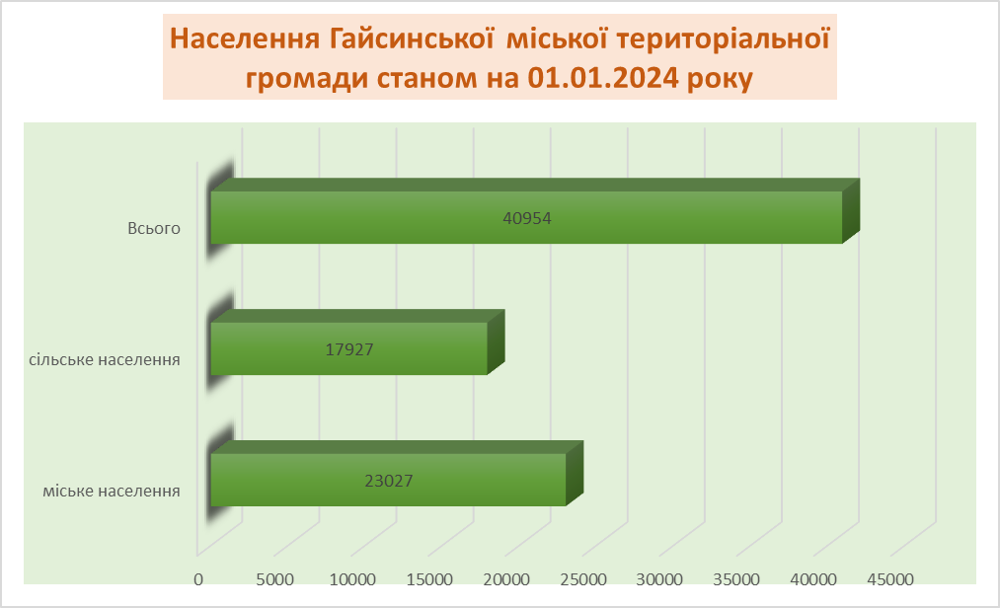 Населення Гайсинської міської територіальної
громади станом на 01.01.2024 року
Всього
40954
сільське населення
17927
міське населення
23027
0 5000 10000 15000 20000 25000 30000 35000 40000 45000